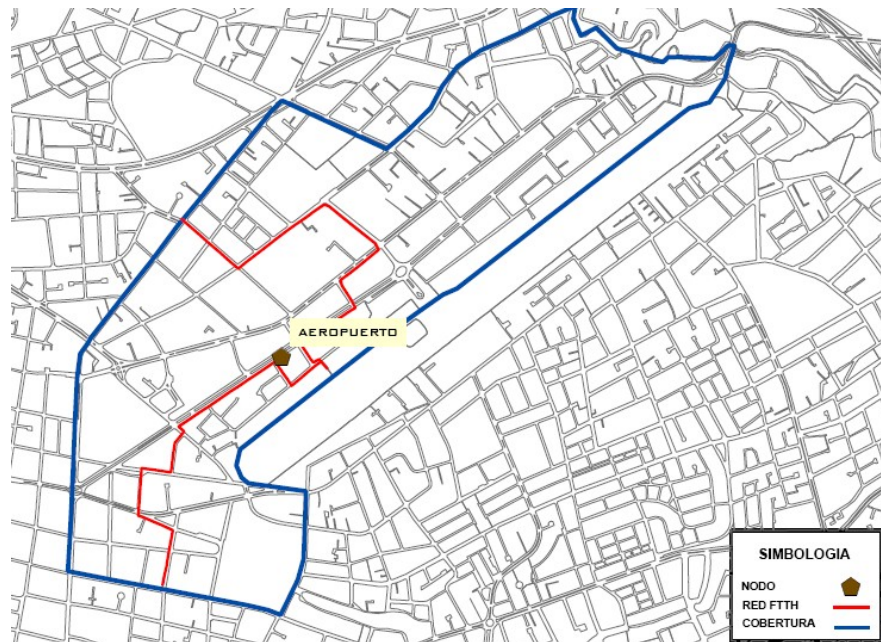 AEROPUERTO
SIMBOLOGIA
NODO
RED FTTH
COBERTURA